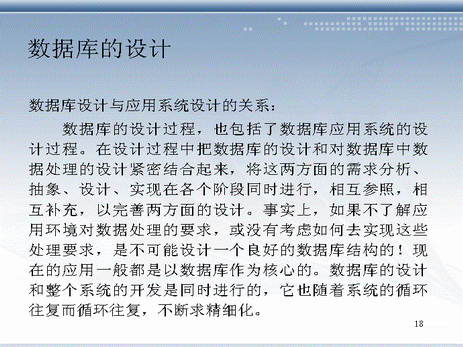 数据库的设计
数据库设计与应用系统设计的关系：
数据库的设计过程，也包括了数据库应用系统的设
计过程。在设计过程中把数据库的设计和对数据库中数
据处理的设计紧密结合起来，将这两方面的需求分析、
抽象、设计、实现在各个阶段同时进行，相互参照，相
互补充，以完善两方面的设计。事实上，如果不了解应
用环境对数据处理的要求，或没有考虑如何去实现这些
处理要求，是不可能设计一个良好的数据库结构的！现
在的应用一般都是以数据库作为核心的。数据库的设计
和整个系统的开发是同时进行的，它也随着系统的循环
往复而循环往复，不断求精细化。
18